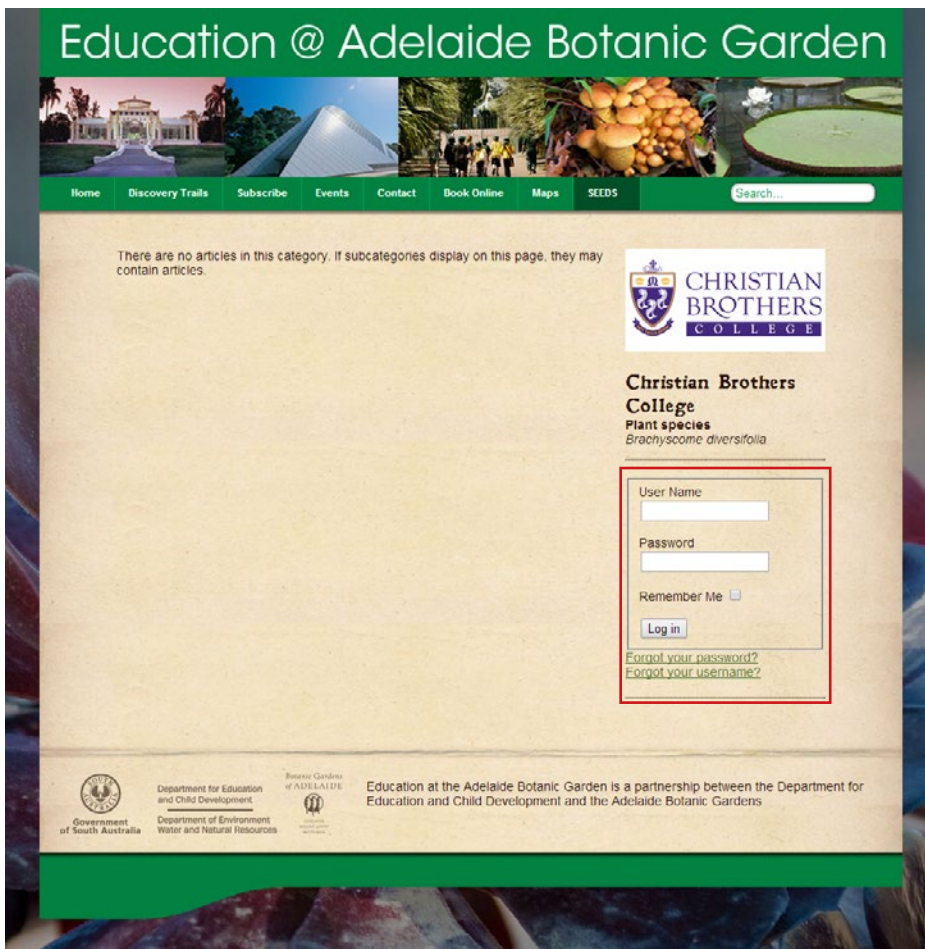 Education @ Adelaide Botanic Garden
Home Discovery Trails Subscribe Events Contact Book Online Maps SEEDS Search...
There are no articles in this category. If subcategories display on this page, they may
contain articles.
CHRISTIAN
BROTHERS
COLLEGE
Christian Brothers
College
Plant species
Brachyscome diversifolia
User Name
Password
Remember Me
Log in
Forgot your password?
Forgot your username?
SOUTH AUSTRALIA
Government
of South Australia
Department for Education
and Child Development
Department of Environment
Water and Natural Resources
Botanic Gardens
of ADELAIDE
Education at the Adelaide Botanic Garden is a partnership between the Department for
Education and Child Development and the Adelaide Botanic Gardens